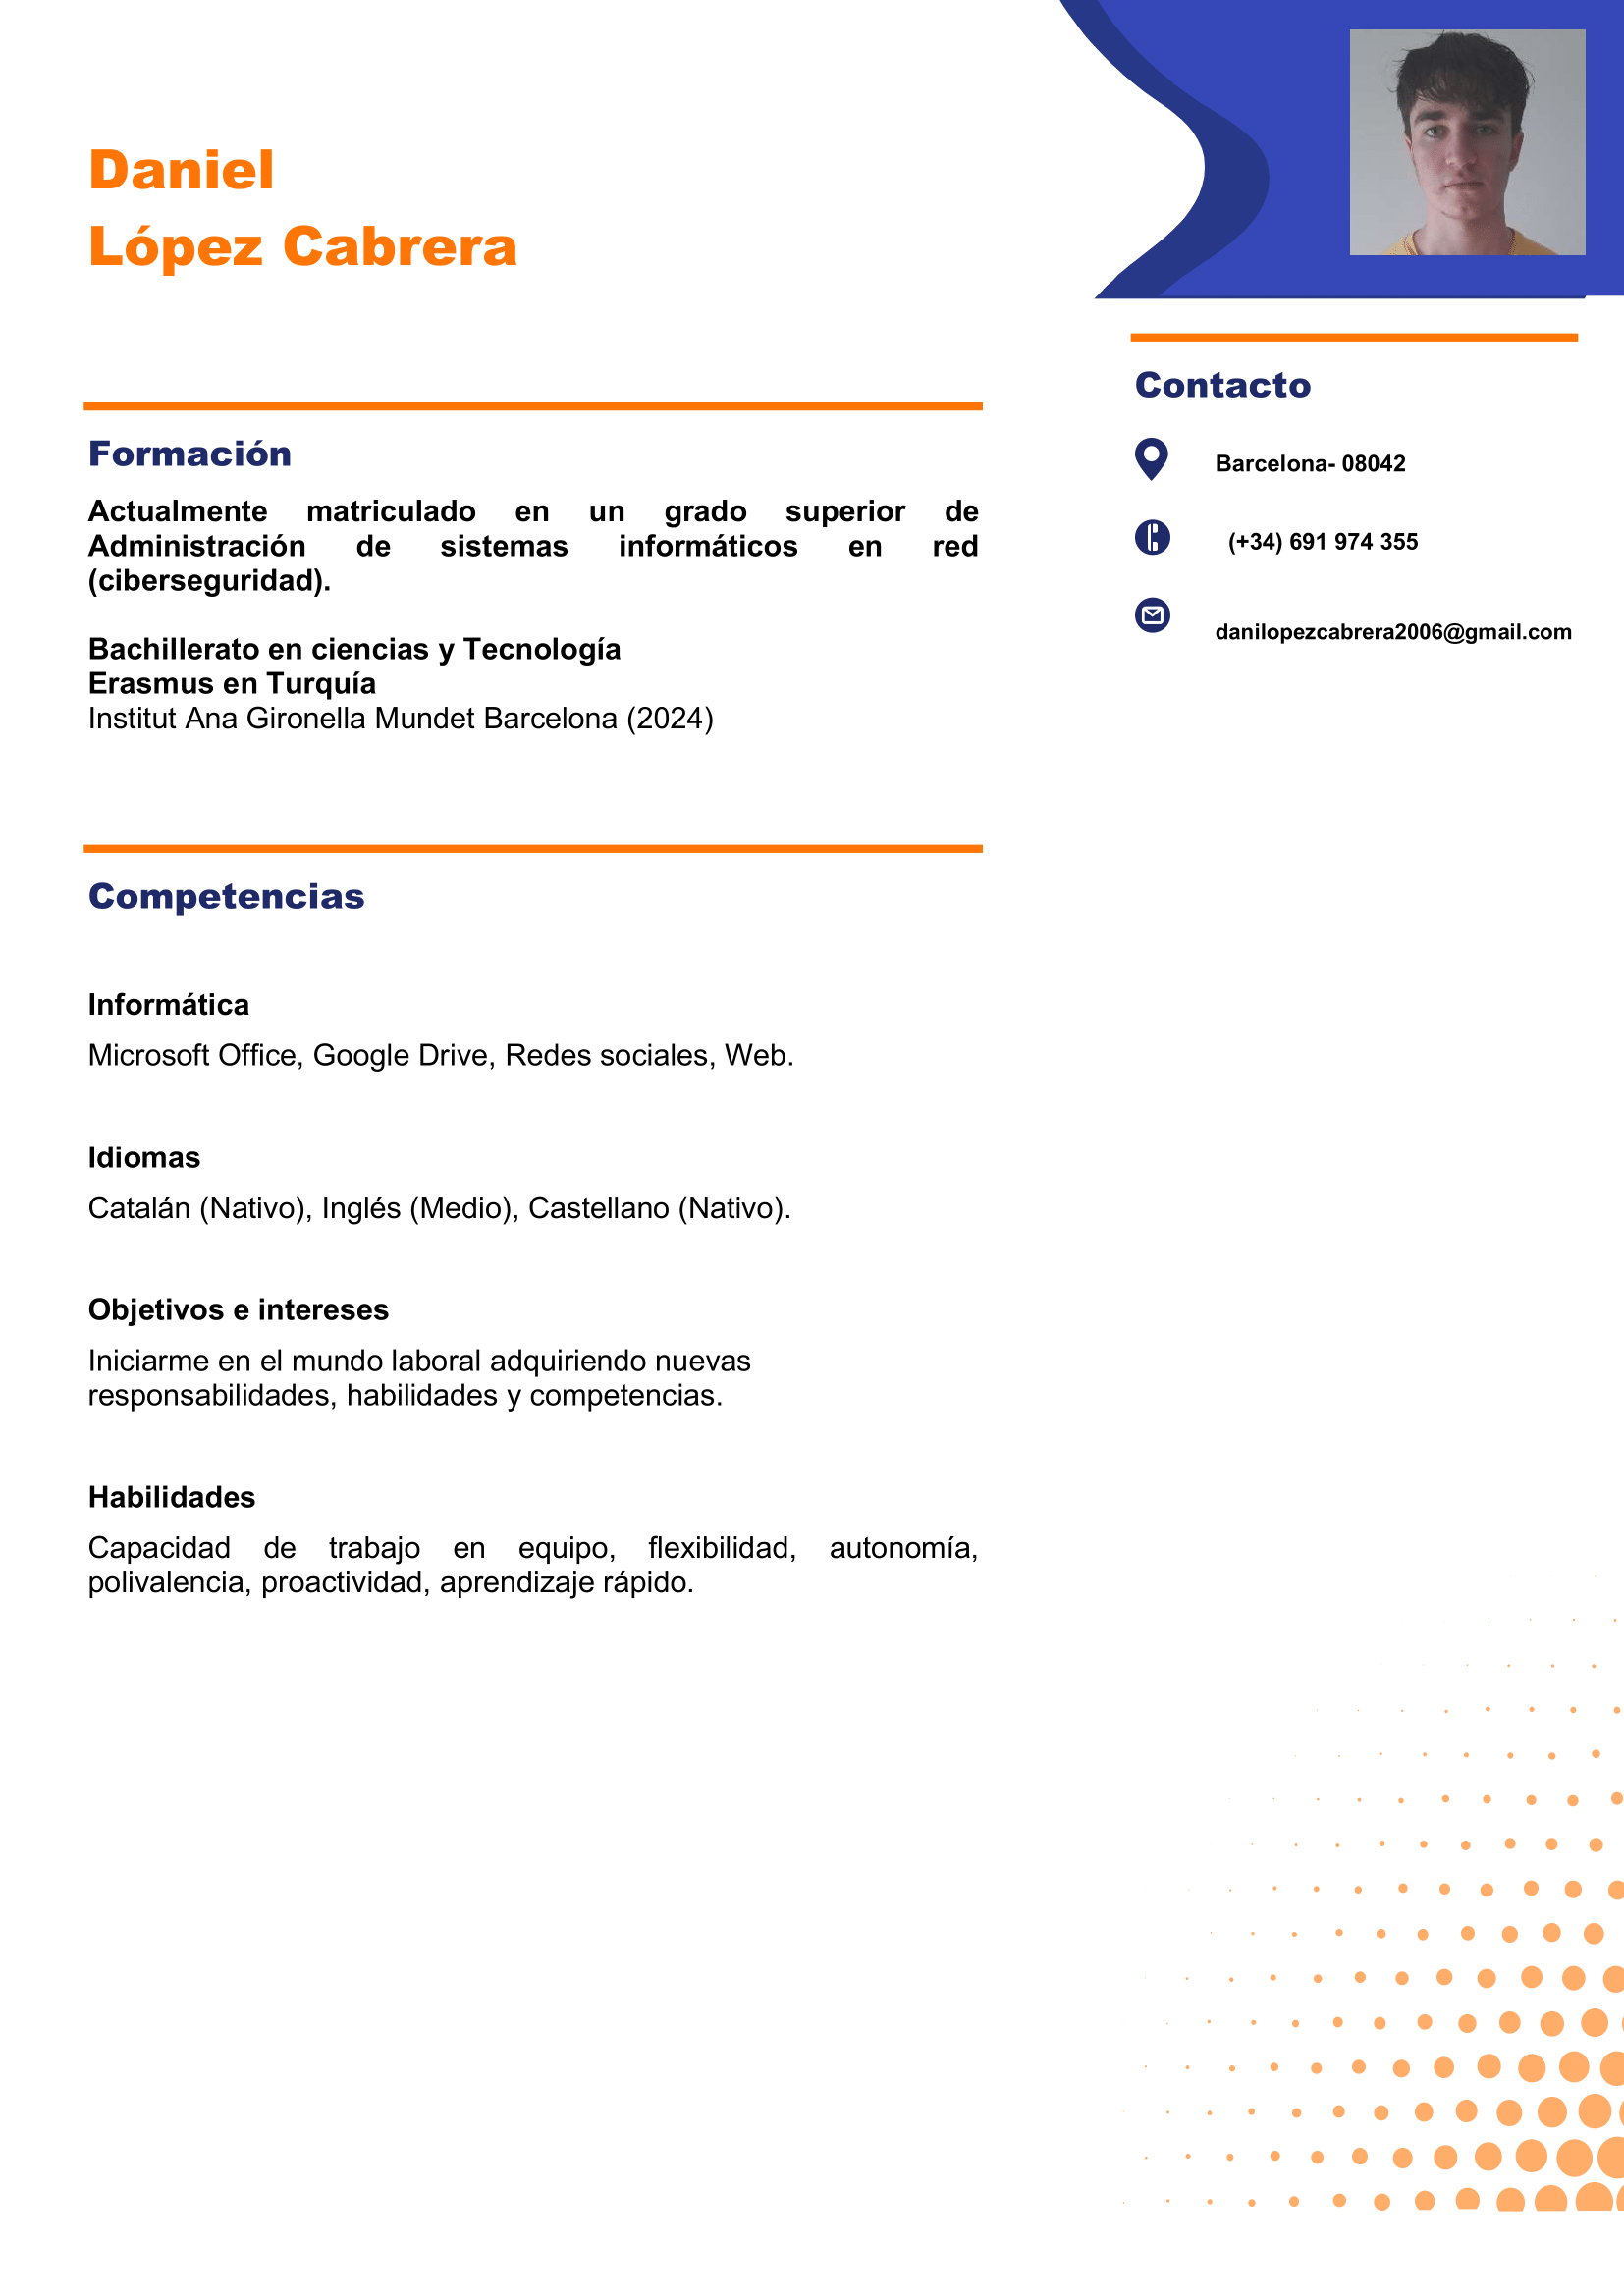 Daniel
López Cabrera
Formación
Actualmente matriculado en un grado superior de
Administración de sistemas informáticos en red
(ciberseguridad).
Bachillerato en ciencias y Tecnología
Erasmus en Turquía
Institut Ana Gironella Mundet Barcelona (2024)
Competencias
Informática
Microsoft Office, Google Drive, Redes sociales, Web.
Idiomas
Catalán (Nativo), Inglés (Medio), Castellano (Nativo).
Objetivos e intereses
Iniciarme en el mundo laboral adquiriendo nuevas
responsabilidades, habilidades y competencias.
Habilidades
Capacidad de trabajo en equipo, flexibilidad, autonomía,
polivalencia, proactividad, aprendizaje rápido.
Contacto
Barcelona- 08042
(+34) 691 974 355
danilopezcabrera2006@gmail.com